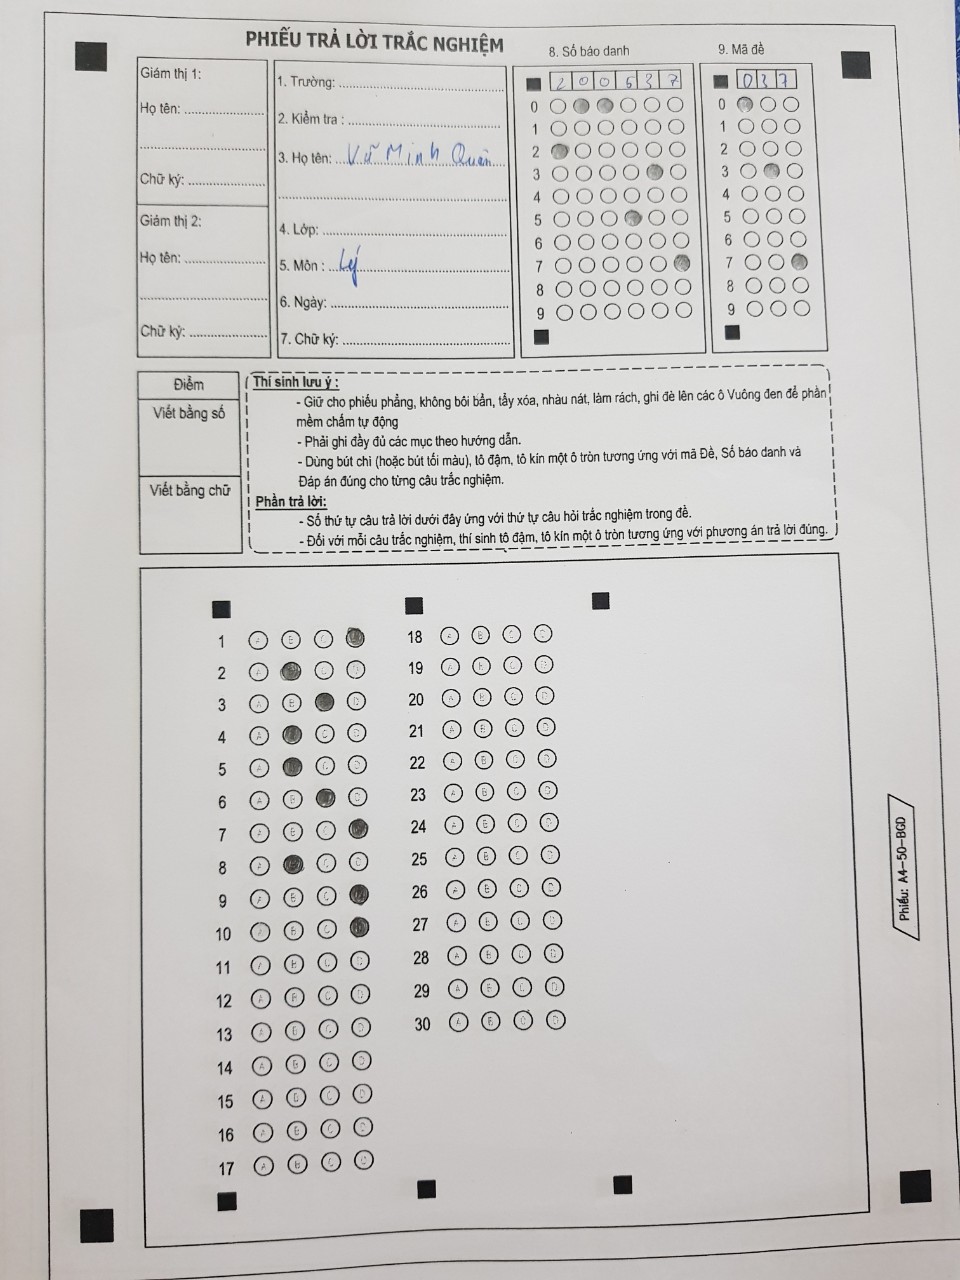 PHIẾU TRẢ LỜI TRẮC NGHIỆM
Giám thị 1:
Họ tên:
Chữ ký:
Giám thị 2:
Họ tên:
Chữ ký:
1. Trường:
2. Kiểm tra :
3. Họ tên: Vũ Minh Quân
4. Lớp:
5. Môn : Lý
6. Ngày:
7. Chữ ký:
8. Số báo danh
2 0 0 5 3 7
0
1
2
3
4
5
6
7
8
9
9. Mã đề
0 3 7
0
1
2
3
4
5
6
7
8
9
Điểm
Viết bằng số
Viết bằng chữ
Thí sinh lưu ý :
- Giữ cho phiếu phẳng, không bôi bẩn, tẩy xóa, nhàu nát, làm rách, ghi đè lên các ô Vuông đen để phần
mềm chấm tự động
- Phải ghi đầy đủ các mục theo hướng dẫn.
- Dùng bút chì (hoặc bút tối màu), tô đậm, tô kín một ô tròn tương ứng với mã Đề, Số báo danh và
Đáp án đúng cho từng câu trắc nghiệm.
Phần trả lời:
- Số thứ tự câu trả lời dưới đây ứng với thứ tự câu hỏi trắc nghiệm trong đề.
- Đối với mỗi câu trắc nghiệm, thí sinh tô đậm, tô kín một ô tròn tương ứng với phương án trả lời đúng.
1 A B C
2 A C D
3 A B D
4 A C D
5 A C D
6 A B D
7 A B C
8 A C D
9 A B C
10 A B C
11 A B C D
12 A B C D
13 A B C D
14 A B C D
15 A B C D
16 A B C D
17 A B C D
18 A B C D
19 A B C D
20 A B C D
21 A B C D
22 A B C D
23 A B C D
24 A B C D
25 A B C D
26 A B C D
27 A B C D
28 A B C D
29 A B C D
30 A B C D
Phiếu: A4-50-BGD